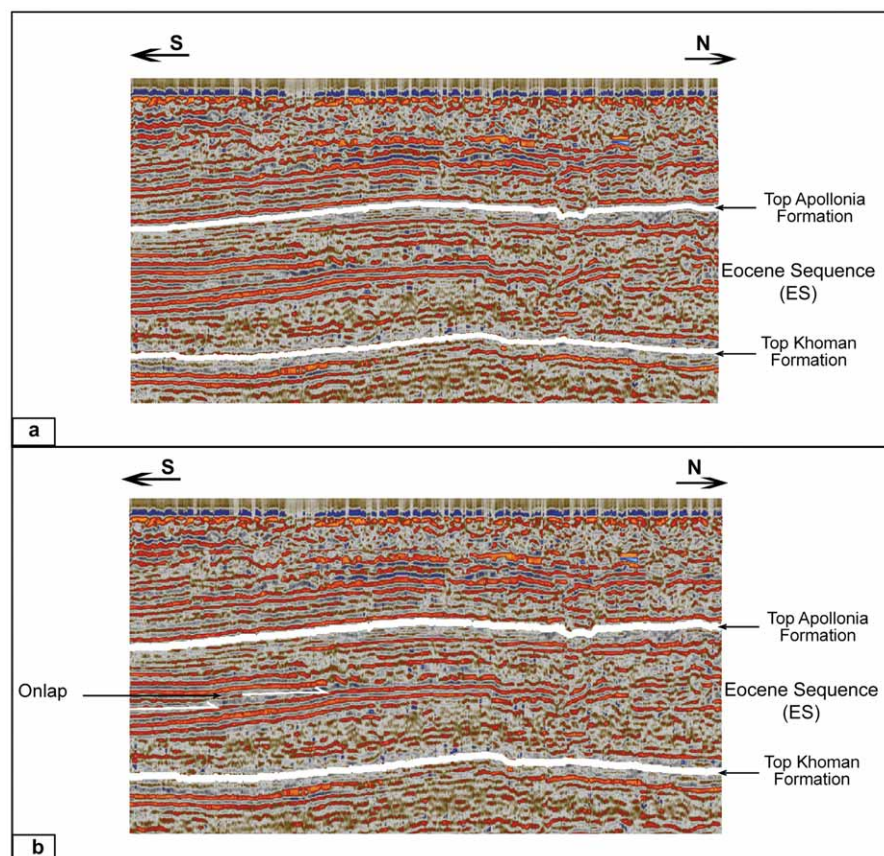 S
N
Top Apollonia
Formation
Eocene Sequence
(ES)
Top Khoman
Formation
a
S
N
Top Apollonia
Formation
Onlap
Eocene Sequence
(ES)
Top Khoman
Formation
b